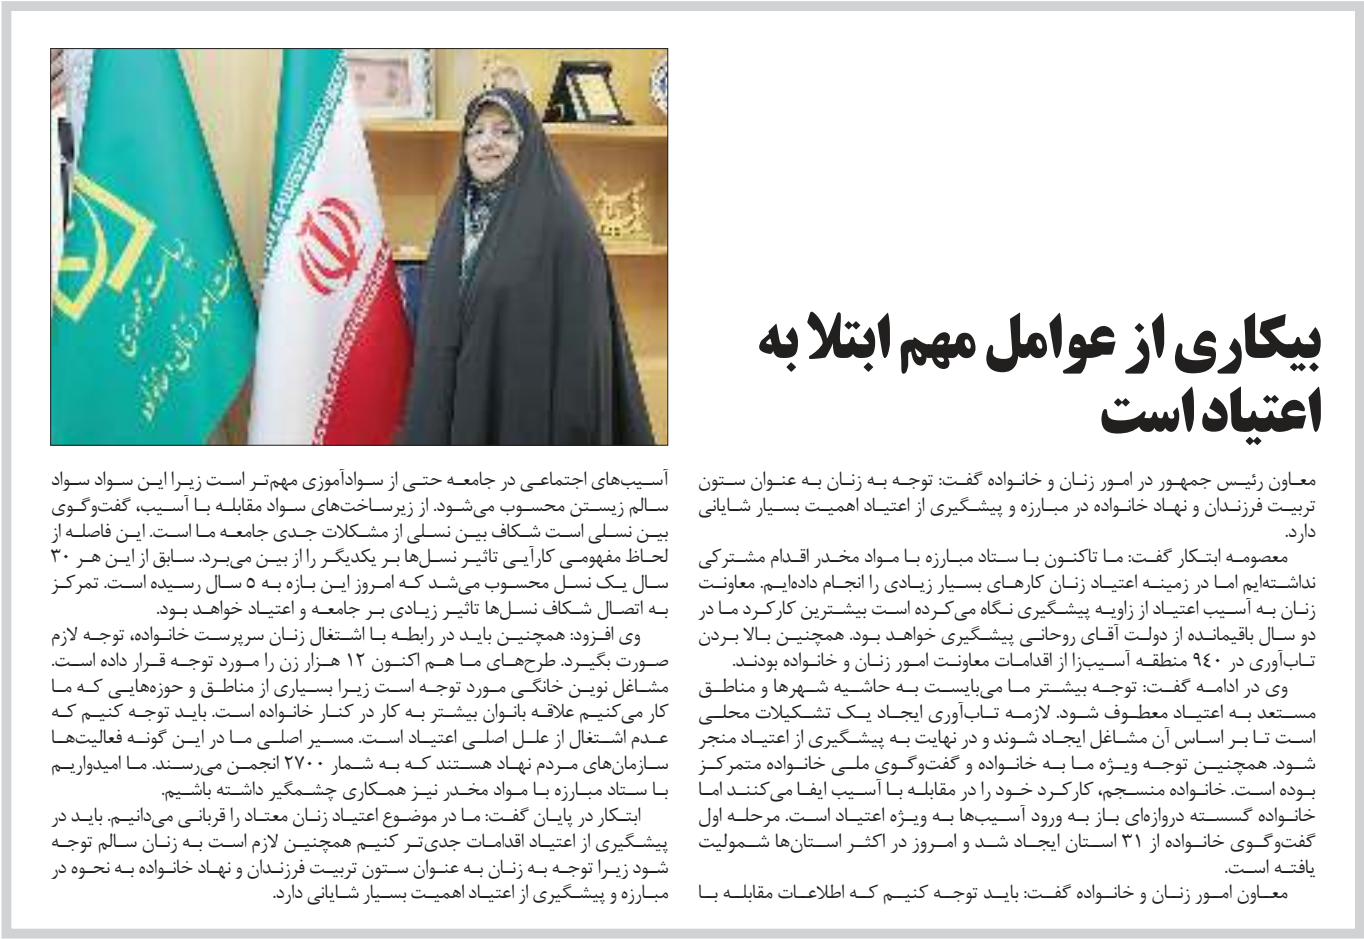 بیکاری از عوامل مهم ابتلا به
اعتیاد است
معاون رئیس جمهور در امور زنان و خانواده گفت: توجه به زنان به عنوان ستون
تربیت فرزندان و نهاد خانواده در مبارزه و پیشگیری از اعتیاد اهمیت بسیار شایانی
دارد.
معصومه ابتکار گفت: ما تاکنون با ستاد مبارزه با مواد مخدر اقدام مشترکی
نداشته‌ایم اما در زمینه اعتیاد زنان کارهای بسیار زیادی را انجام داده‌ایم. معاونت
زنان به آسیب اعتیاد از زاویه پیشگیری نگاه می‌کرده است بیشترین کارکرد ما در
دو سال باقیمانده از دولت آقای روحانی پیشگیری خواهد بود. همچنین بالا بردن
تاب‌آوری در ۹۴۰ منطقه آسیب‌زا از اقدامات معاونت امور زنان و خانواده بودند.
وی در ادامه گفت: توجه بیشتر ما می‌بایست به حاشیه شهرها و مناطق
مستعد به اعتیاد معطوف شود. لازمه تاب‌آوری ایجاد یک تشکیلات محلی
است تا بر اساس آن مشاغل ایجاد شوند و در نهایت به پیشگیری از اعتیاد منجر
شود. همچنین توجه ویژه ما به خانواده و گفت‌وگوی ملی خانواده متمرکز
بوده است. خانواده منسجم، کارکرد خود را در مقابله با آسیب ایفا می‌کنند اما
خانواده گسسته دروازه‌ای باز به ورود آسیب‌ها به ویژه اعتیاد است. مرحله اول
گفت‌وگوی خانواده از ۳۱ استان ایجاد شد و امروز در اکثر استان‌ها شمولیت
یافته است.
معاون امور زنان و خانواده گفت: باید توجه کنیم که اطلاعات مقابله با
آسیب‌های اجتماعی در جامعه حتی از سوادآموزی مهم‌تر است زیرا این سواد سواد
سالم زیستن محسوب می‌شود. از زیرساخت‌های سواد مقابله با آسیب، گفت‌وگوی
بین نسلی است شکاف بین نسلی از مشکلات جدی جامعه ما است. این فاصله از
لحاظ مفهومی کارآیی تاثیر نسل‌ها بر یکدیگر را از بین می‌برد. سابق از این هر ۳۰
سال یک نسل محسوب می‌شد که امروز این بازه به ۵ سال رسیده است. تمرکز
به اتصال شکاف نسل‌ها تاثیر زیادی بر جامعه و اعتیاد خواهد بود.
وی افزود: همچنین باید در رابطه با اشتغال زنان سرپرست خانواده، توجه لازم
صورت بگیرد. طرح‌های ما هم اکنون ۱۲ هزار زن را مورد توجه قرار داده است.
مشاغل نوین خانگی مورد توجه است زیرا بسیاری از مناطق و حوزه‌هایی که ما
کار می‌کنیم علاقه بانوان بیشتر به کار در کنار خانواده است. باید توجه کنیم که
عدم اشتغال از علل اصلی اعتیاد است. مسیر اصلی ما در این گونه فعالیت‌ها
سازمان‌های مردم نهاد هستند که به شمار ۲۷۰۰ انجمن می‌رسند. ما امیدواریم
با ستاد مبارزه با مواد مخدر نیز همکاری چشمگیر داشته باشیم.
ابتکار در پایان گفت: ما در موضوع اعتیاد زنان معتاد را قربانی می‌دانیم. باید در
پیشگیری از اعتیاد اقدامات جدی‌تر کنیم همچنین لازم است به زنان سالم توجه
شود زیرا توجه به زنان به عنوان ستون تربیت فرزندان و نهاد خانواده به نحوه در
مبارزه و پیشگیری از اعتیاد اهمیت بسیار شایانی دارد.
ریاست جمهوری
امور زنان و خانواده